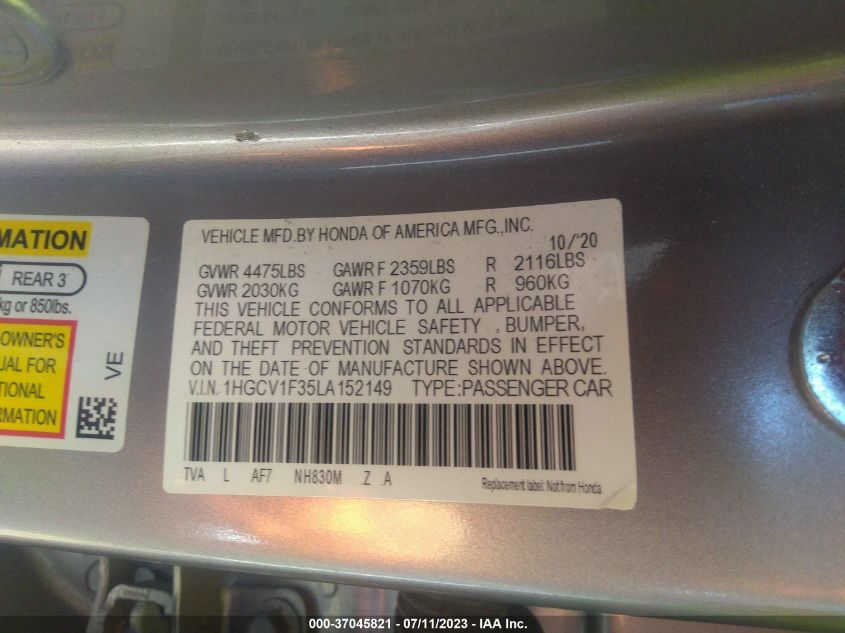 MATION
REAR 3
kg or 850lbs.
OWNER'S
UAL FOR
TIONAL
RMATION
VE
VEHICLE MFD.BY HONDA OF AMERICA MFG.,INC.
10/'20
GVWR 4475LBS GAWR F 2359LBS R 2116LBS
GVWR 2030KG GAWR F 1070KG R 960KG
THIS VEHICLE CONFORMS TO ALL APPLICABLE
FEDERAL MOTOR VEHICLE SAFETY , BUMPER,
AND THEFT PREVENTION STANDARDS IN EFFECT
ON THE DATE OF MANUFACTURE SHOWN ABOVE.
V.I.N. 1HGCV1F35LA152149 TYPE:PASSENGER CAR
TVA L AF7 NH830M Z A
Replacement label: Not from Honda
000-37045821 - 07/11/2023 - IAA Inc.